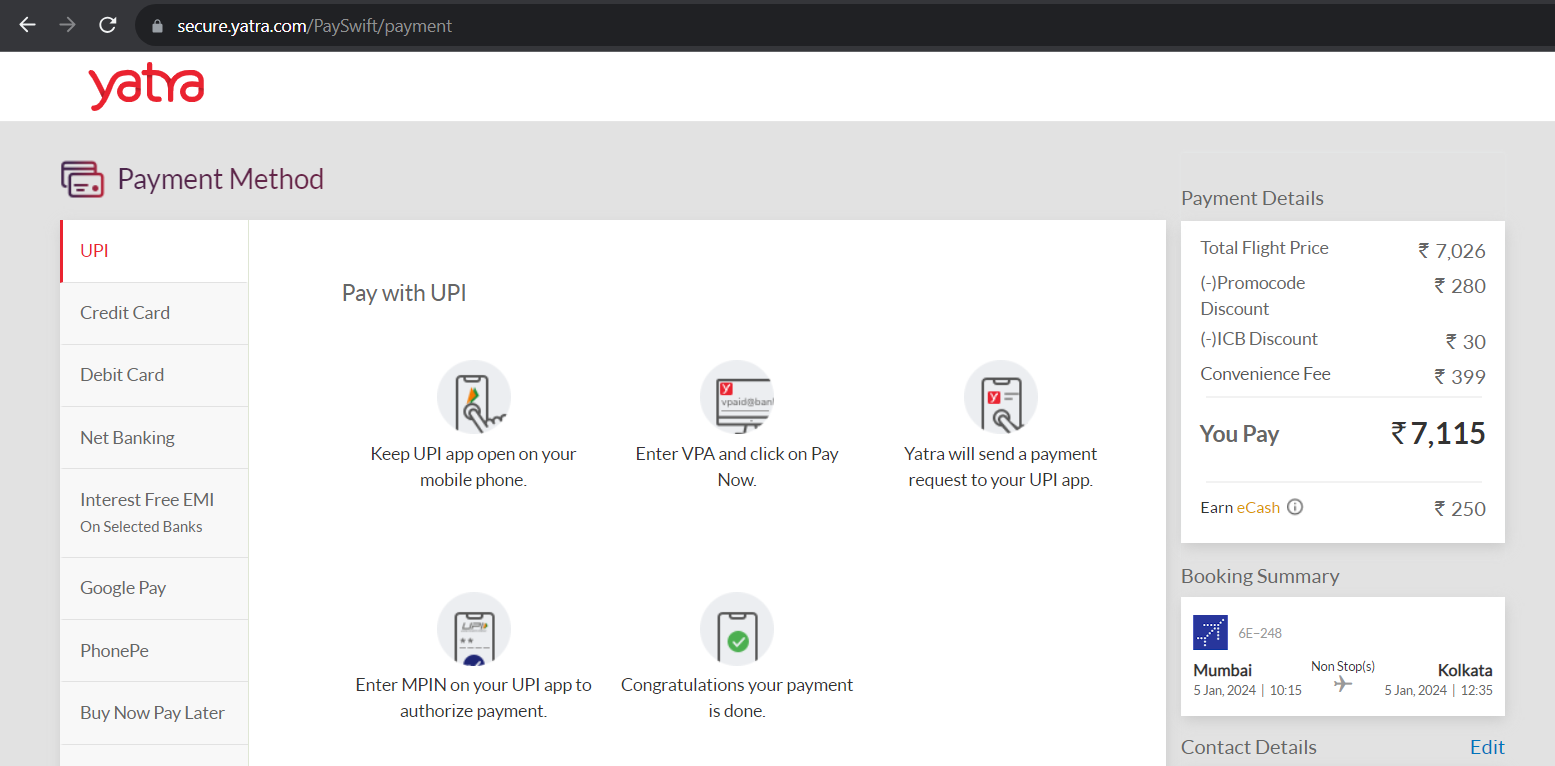 secure.yatra.com/PaySwift/payment
yatra
Payment Method
UPI
Credit Card
Debit Card
Net Banking
Interest Free EMI
On Selected Banks
Google Pay
PhonePe
Buy Now Pay Later
Pay with UPI
y
vpaid@ban
y
Keep UPI app open on your
mobile phone.
Enter VPA and click on Pay
Now.
Yatra will send a payment
request to your UPI app.
UPI
**
Enter MPIN on your UPI app to
authorize payment.
Congratulations your payment
is done.
Payment Details
Total Flight Price ₹ 7,026
(-)Promocode
Discount ₹ 280
(-)ICB Discount ₹ 30
Convenience Fee ₹ 399
You Pay ₹ 7,115
Earn eCash ₹ 250
Booking Summary
6E-248
Mumbai Non Stop(s) Kolkata
5 Jan, 2024 | 10:15 5 Jan, 2024 | 12:35
Contact Details Edit